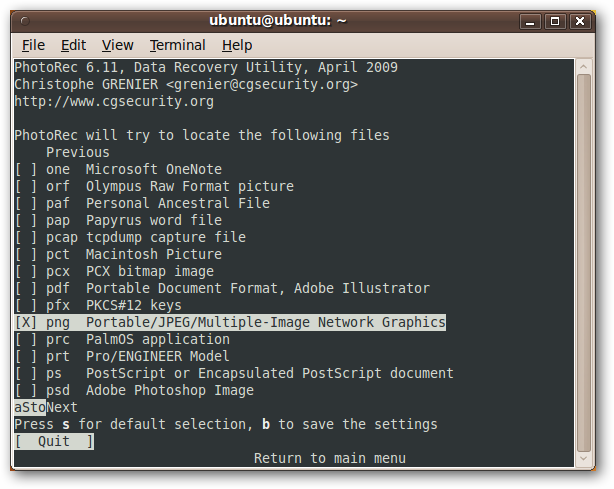 ubuntu@ubuntu: ~
File Edit View Terminal Help
PhotoRec 6.11, Data Recovery Utility, April 2009
Christophe GRENIER <grenier@cgsecurity.org>
http://www.cgsecurity.org
PhotoRec will try to locate the following files
Previous
[ ] one Microsoft OneNote
[ ] orf Olympus Raw Format picture
[ ] paf Personal Ancestral File
[ ] pap Papyrus word file
[ ] pcap tcpdump capture file
[ ] pct Macintosh Picture
[ ] pcx PCX bitmap image
[ ] pdf Portable Document Format, Adobe Illustrator
[ ] pfx PKCS#12 keys
[X] png Portable/JPEG/Multiple-Image Network Graphics
[ ] prc PalmOS application
[ ] prt Pro/ENGINEER Model
[ ] ps PostScript or Encapsulated PostScript document
[ ] psd Adobe Photoshop Image
aStoNext
Press s for default selection, b to save the settings
[ Quit ]
Return to main menu